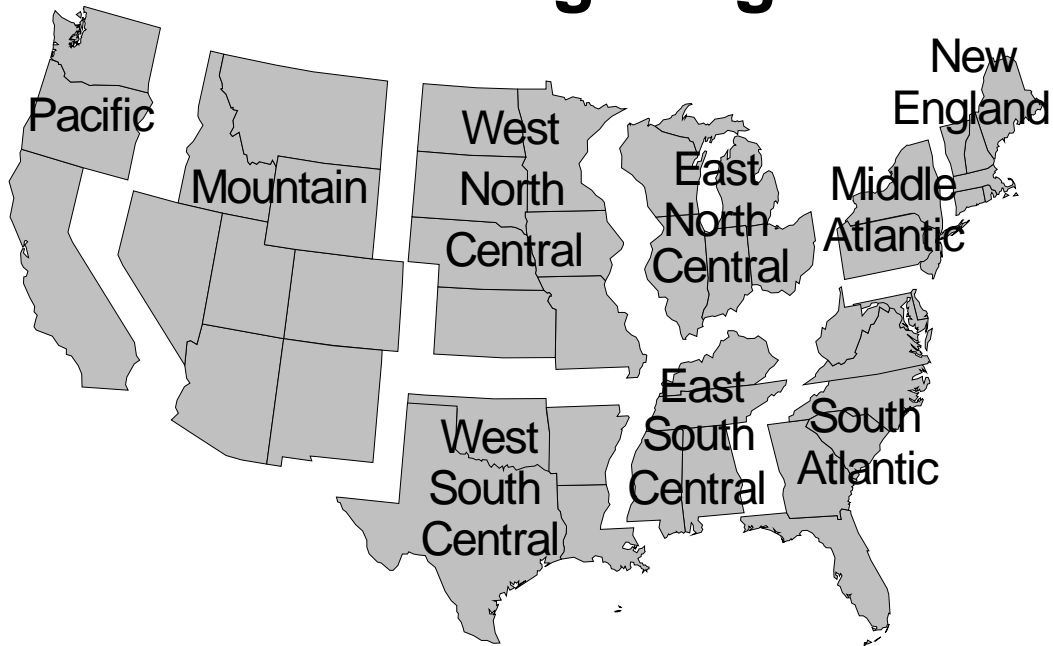 Pacific
Mountain
West
North
Central
East
North
Central
New
England
Middle
Atlantic
West
South
Central
East
South
Central
South
Atlantic